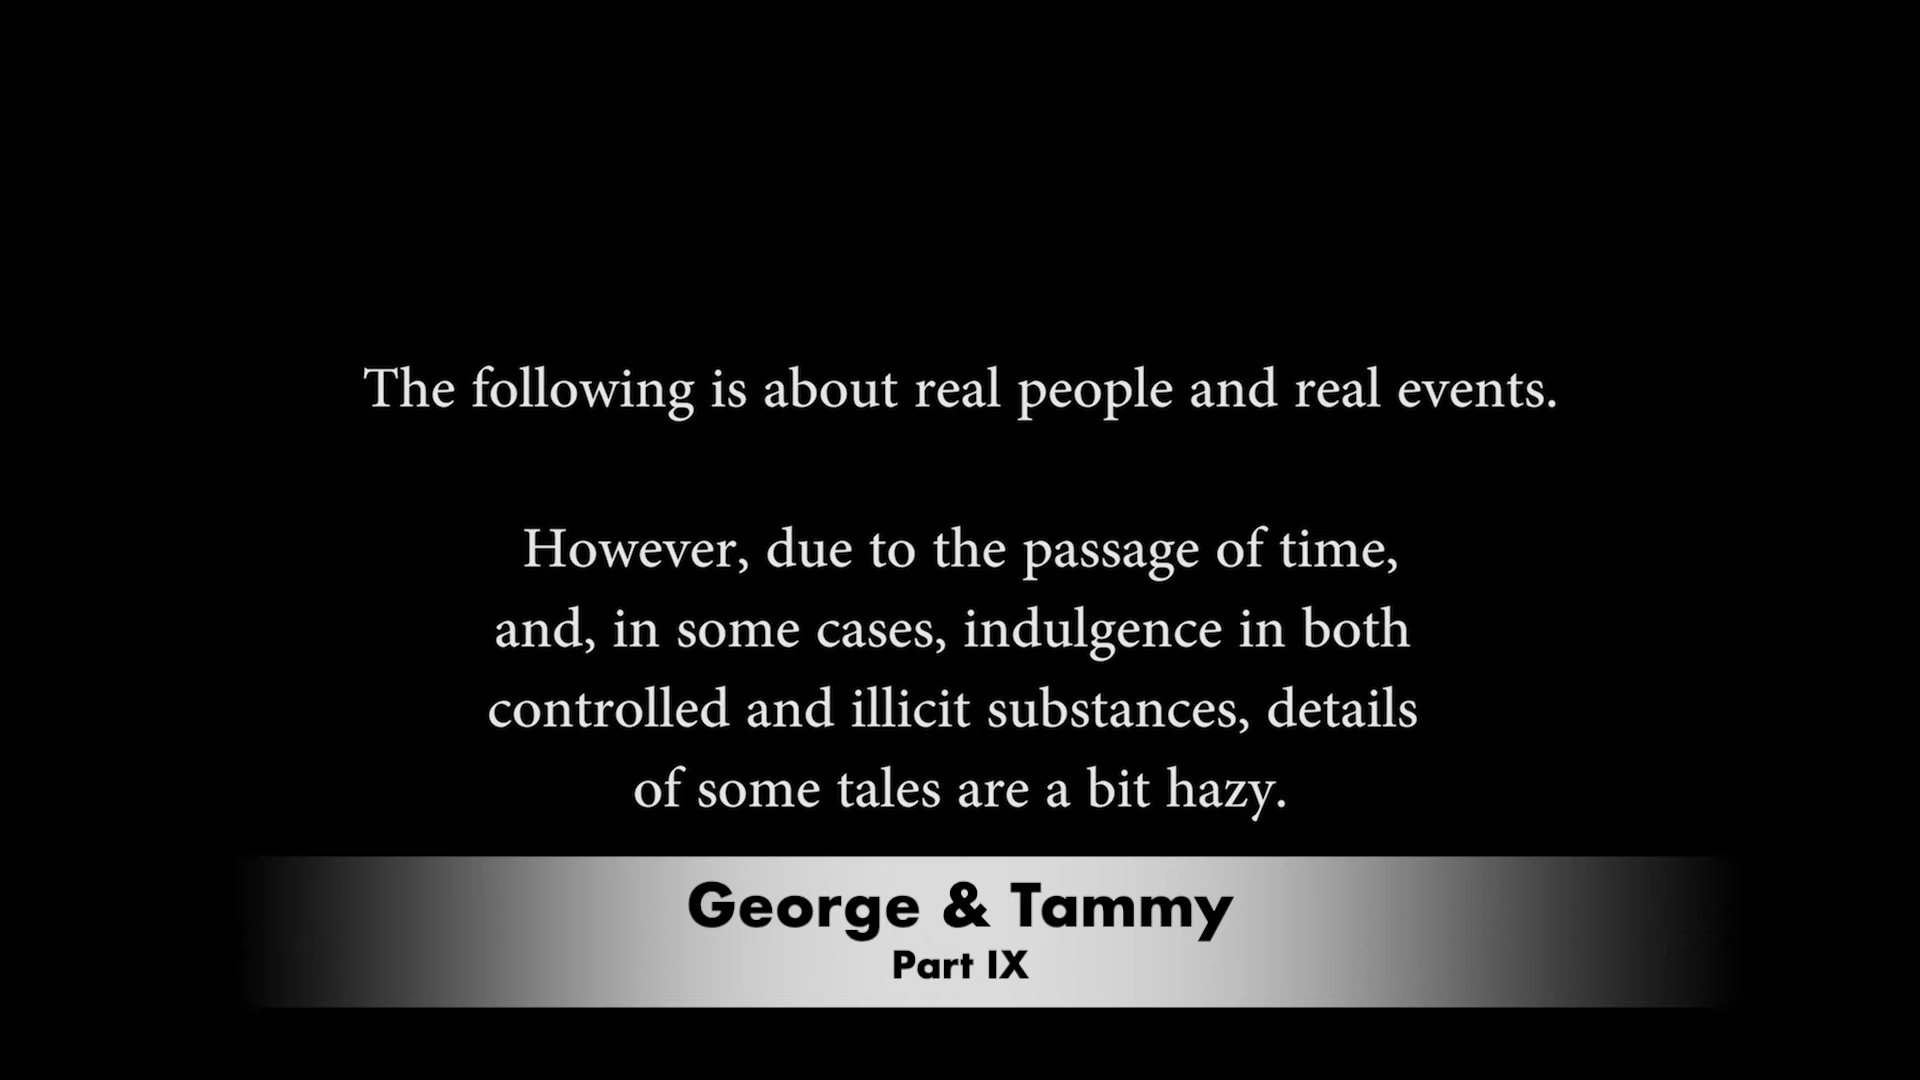 The following is about real people and real events.
However, due to the passage of time,
and, in some cases, indulgence in both
controlled and illicit substances, details
of some tales are a bit hazy.
George & Tammy
Part IX